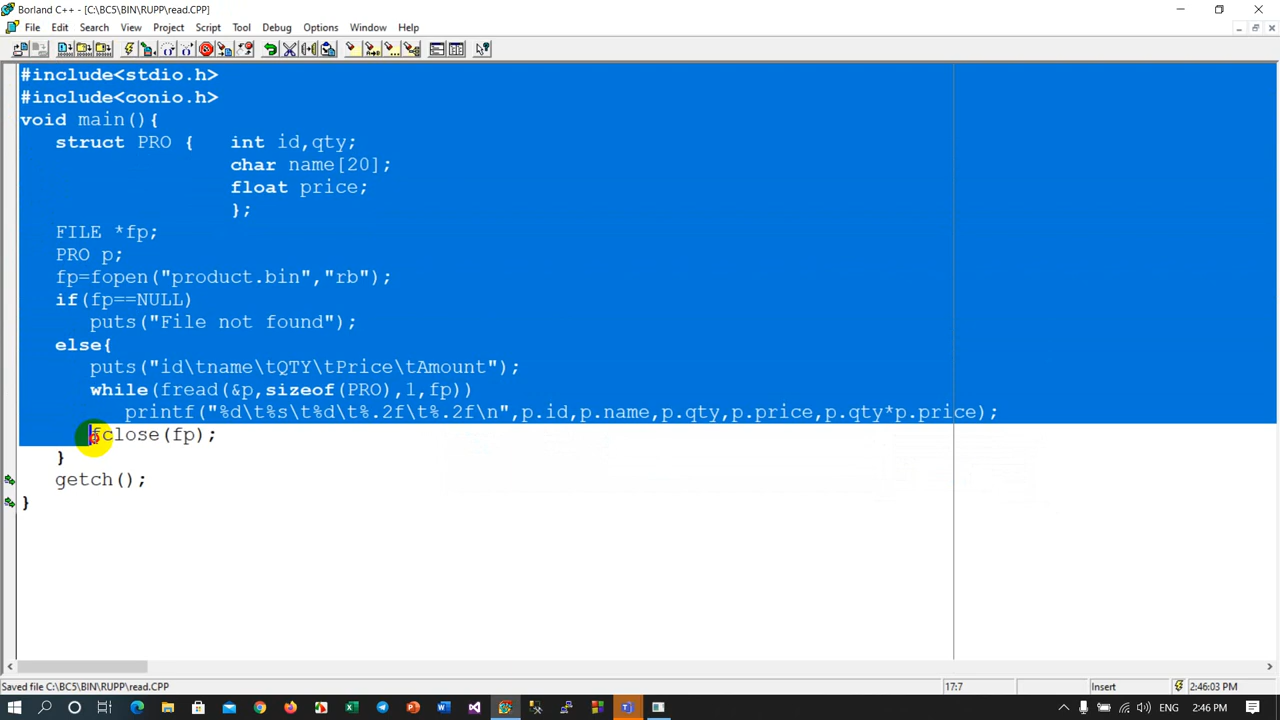 Borland C++ - [C:\BC5\BIN\RUPP\read.CPP]
File Edit Search View Project Script Tool Debug Options Window Help
#include<stdio.h>
#include<conio.h>
void main(){
struct PRO { int id,qty;
char name[20];
float price;
};
FILE *fp;
PRO p;
fp=fopen("product.bin","rb");
if(fp==NULL)
puts("File not found");
else{
puts("id\tname\tQTY\tPrice\tAmount");
while(fread(&p,sizeof(PRO),1,fp))
printf("%d\t%s\t%d\t%.2f\t%.2f\n",p.id,p.name,p.qty,p.price,p.qty*p.price);
fclose(fp);
}
getch();
}
Saved file C:\BC5\BIN\RUPP\read.CPP 17:7 Insert 2:46:03 PM
ENG 2:46 PM